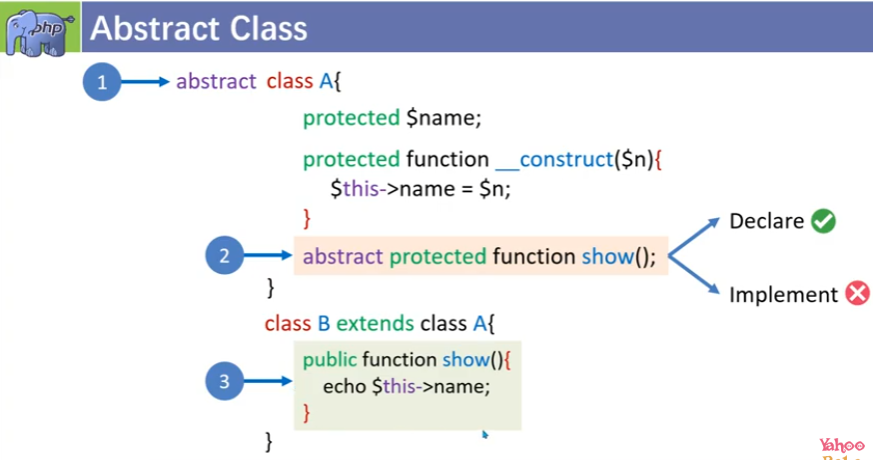 php
Abstract Class
1
abstract class A{
protected $name;
protected function __construct($n){
$this->name = $n;
}
Declare
2
abstract protected function show();
Implement
}
class B extends class A{
3
public function show(){
echo $this->name;
}
}
Yahoo